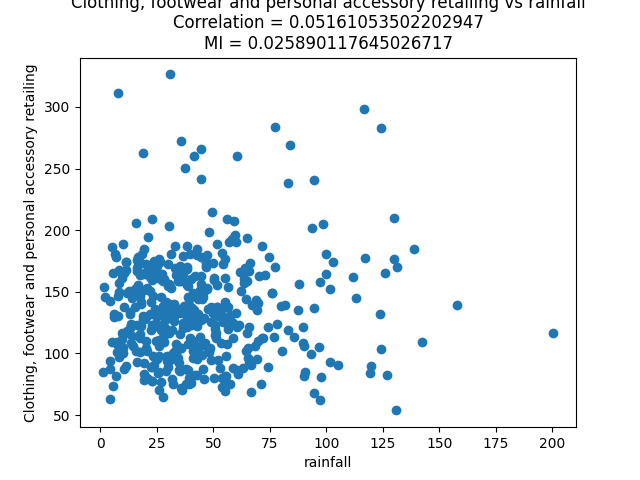 Clothing, footwear and personal accessory retailing vs rainfall
Correlation = 0.05161053502202947
MI = 0.025890117645026717
Clothing, footwear and personal accessory retailing
300
250
200
150
100
50
0 25 50 75 100 125 150 175 200
rainfall